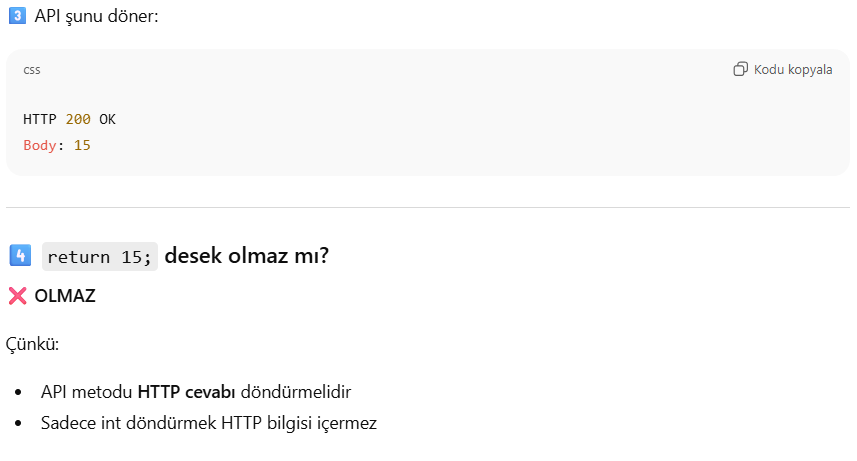 3 API şunu döner:
css
Kodu kopyala
HTTP 200 OK
Body: 15
4 return 15; desek olmaz mı?
❌ OLMAZ
Çünkü:
• API metodu HTTP cevabı döndürmelidir
• Sadece int döndürmek HTTP bilgisi içermez